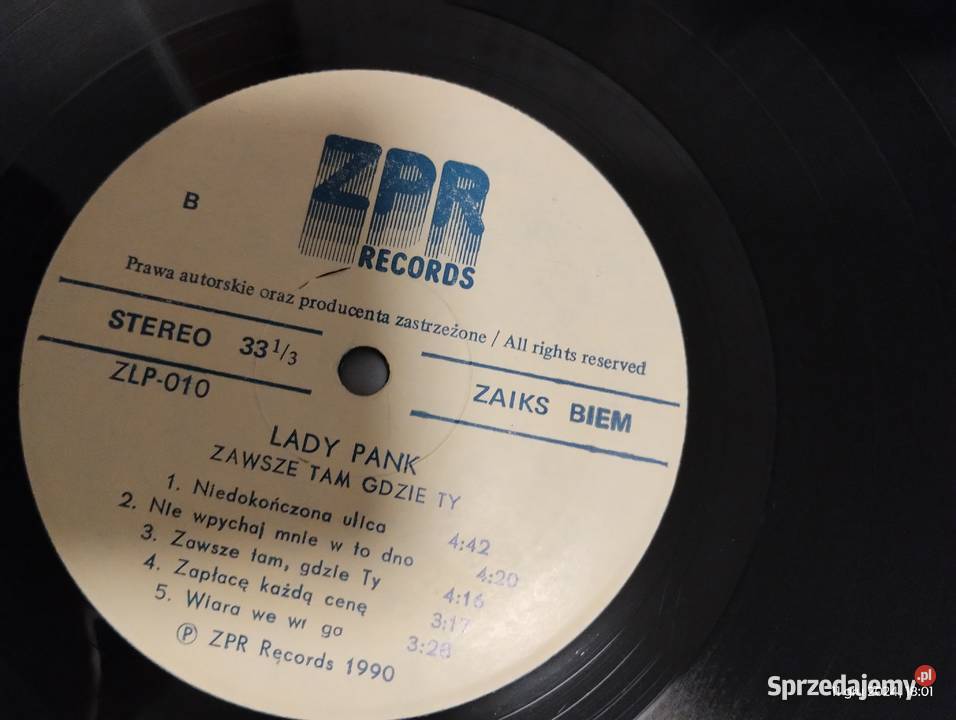 ZPR
RECORDS
B
Prawa autorskie oraz producenta zastrzeżone / All rights reserved
STEREO 33 1/3
ZLP-010
ZAIKS BIEM
LADY PANK
ZAWSZE TAM GDZIE TY
1. Niedokończona ulica 4:42
2. Nie wpychaj mnie w to dno 4:20
3. Zawsze tam, gdzie Ty 4:16
4. Zapłacę każdą cenę 3:17
5. Wiara we wr go 3:28
Ⓟ ZPR Records 1990
Sprzedajemy.pl
2024